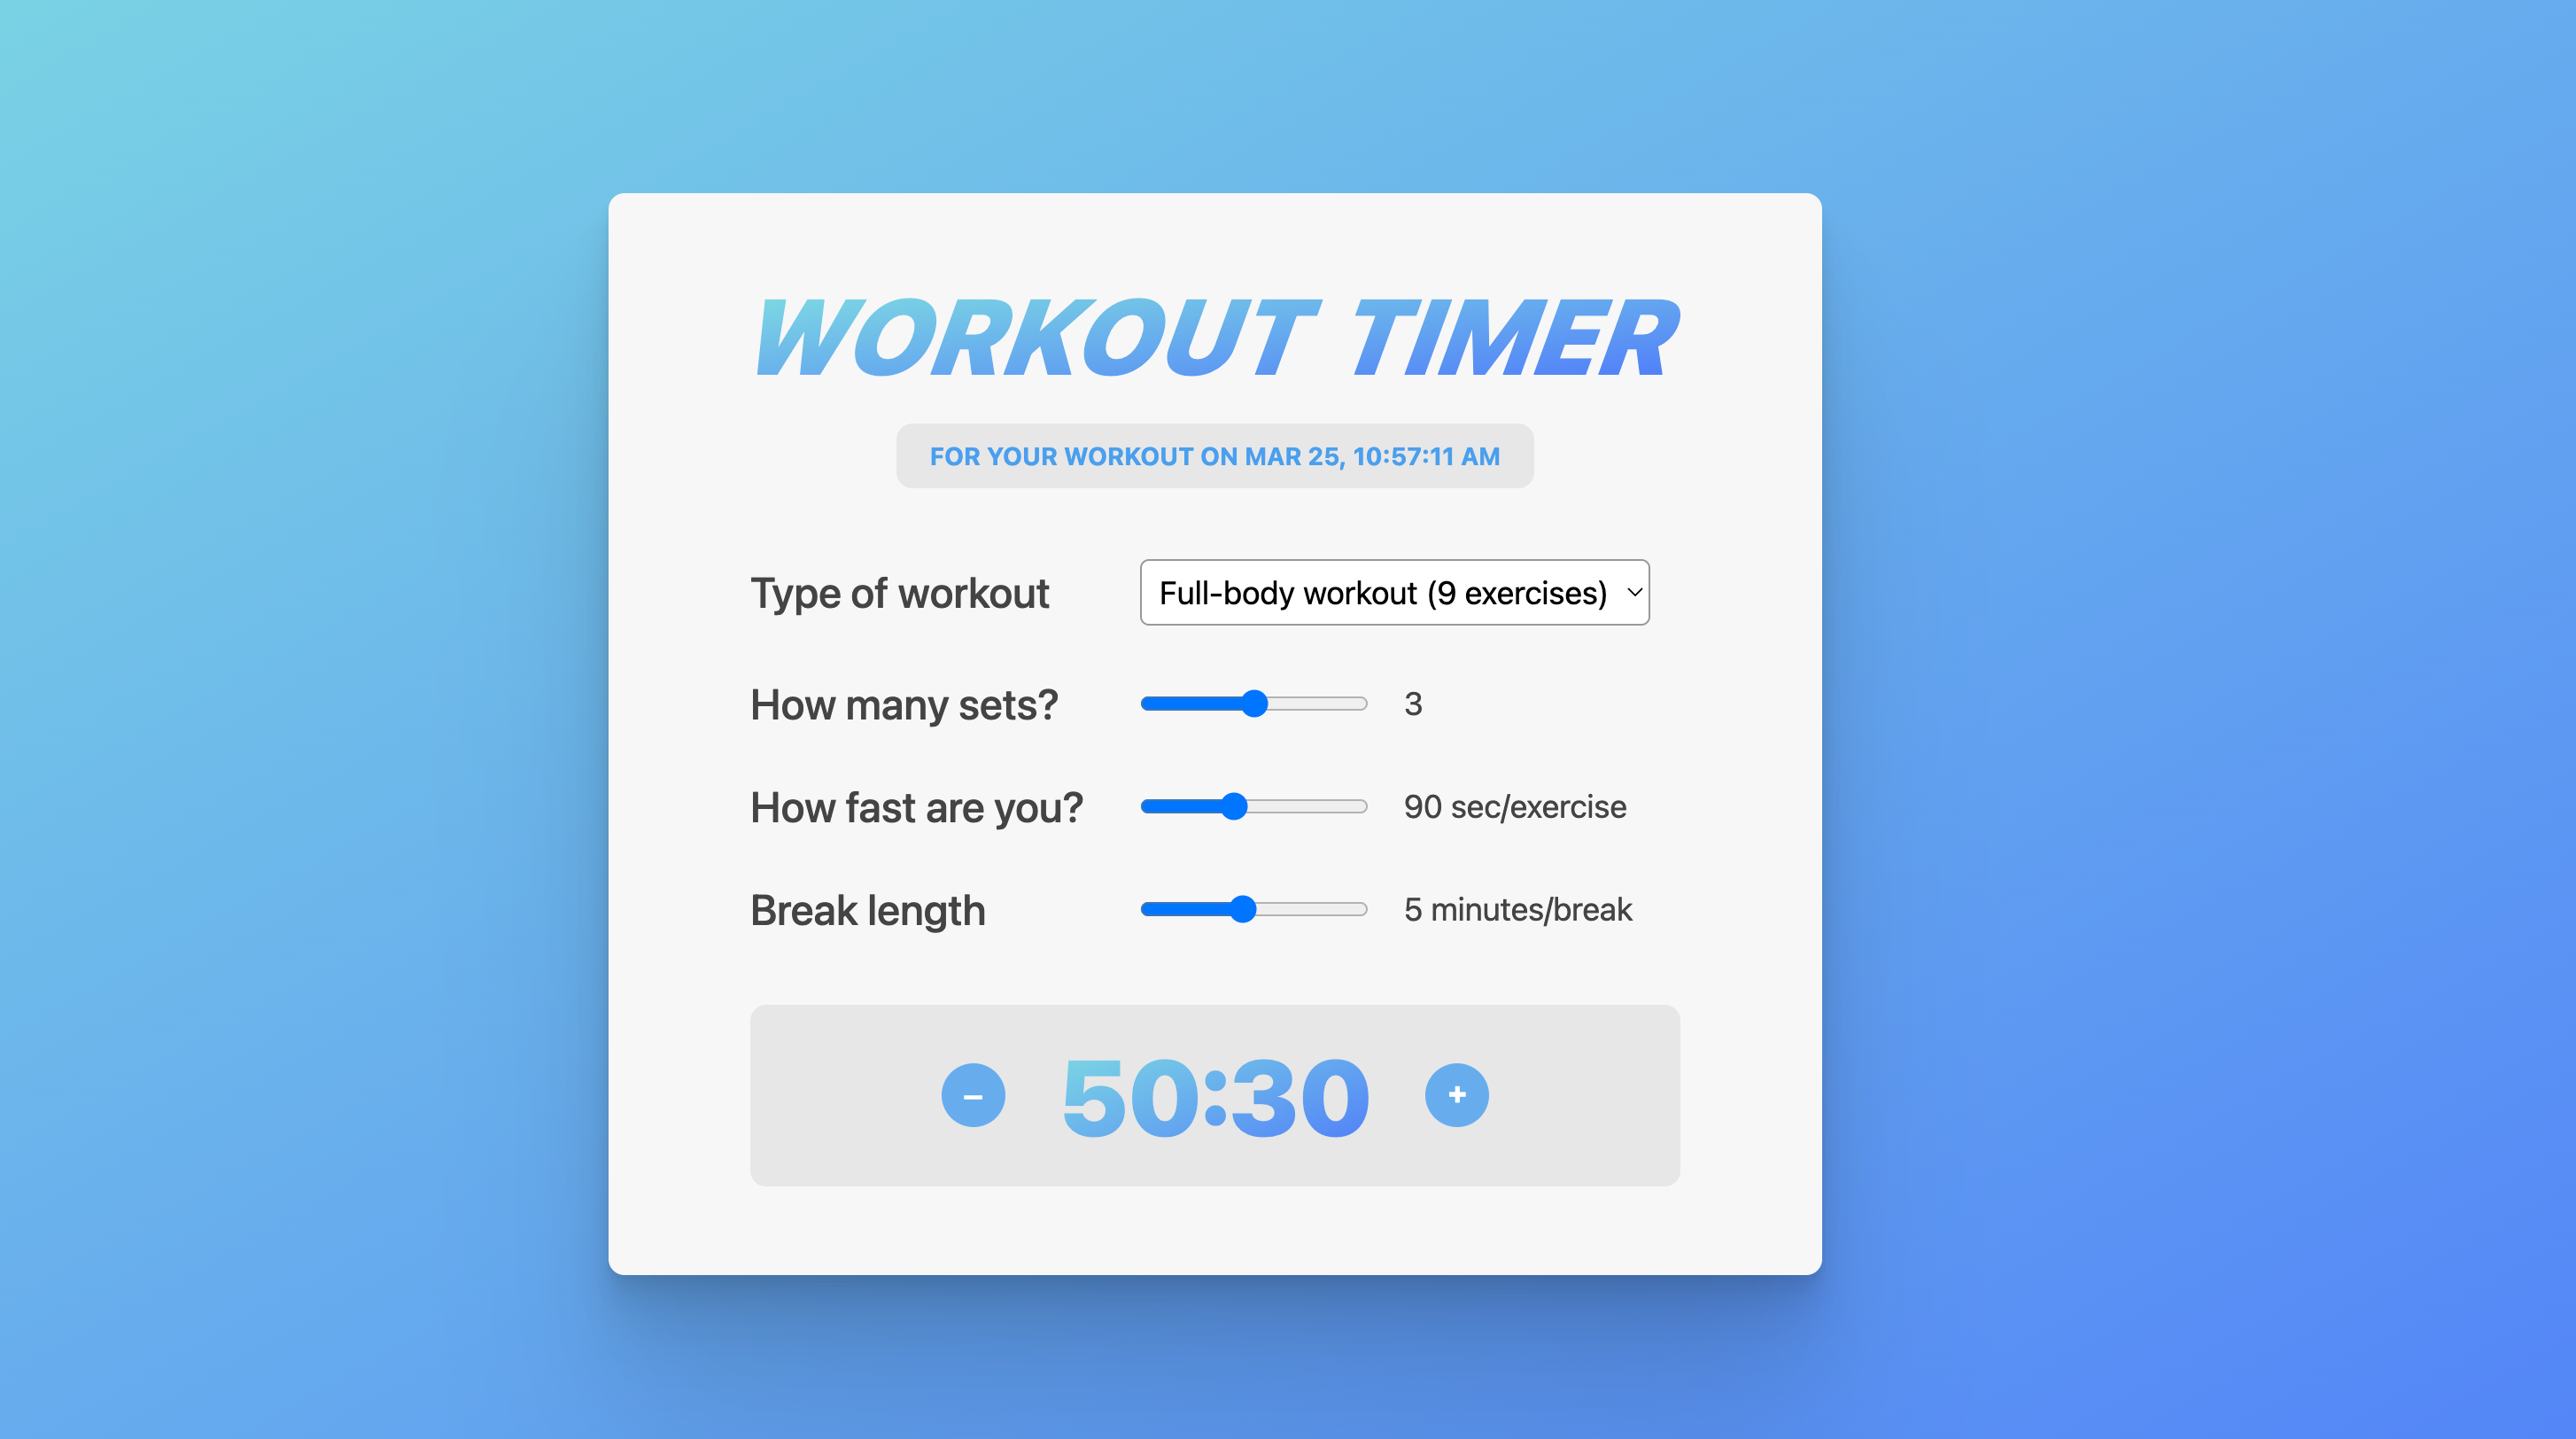 WORKOUT TIMER
FOR YOUR WORKOUT ON MAR 25, 10:57:11 AM
Type of workout Full-body workout (9 exercises)
How many sets? 3
How fast are you? 90 sec/exercise
Break length 5 minutes/break
– 50:30 +